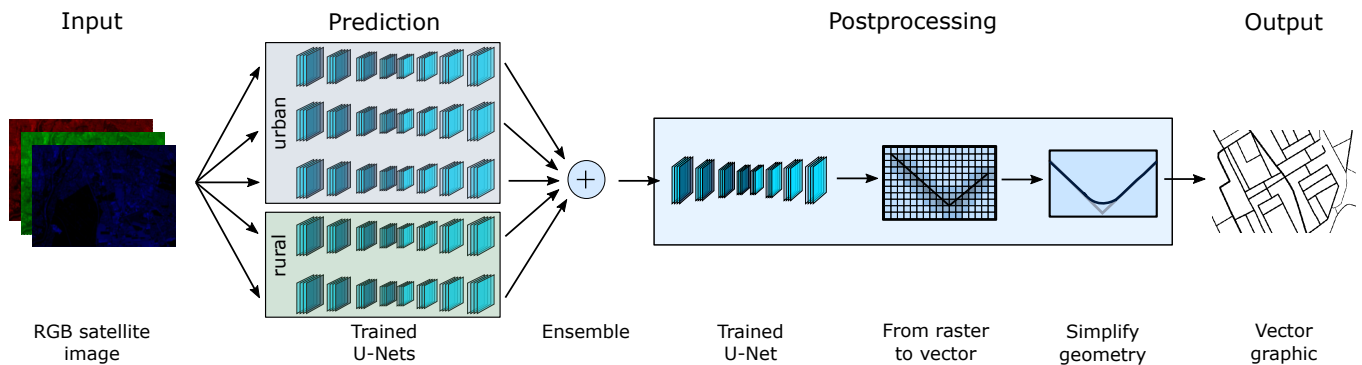 Input
Prediction
Postprocessing
Output
urban
rural
+
RGB satellite
image
Trained
U-Nets
Ensemble
Trained
U-Net
From raster
to vector
Simplify
geometry
Vector
graphic